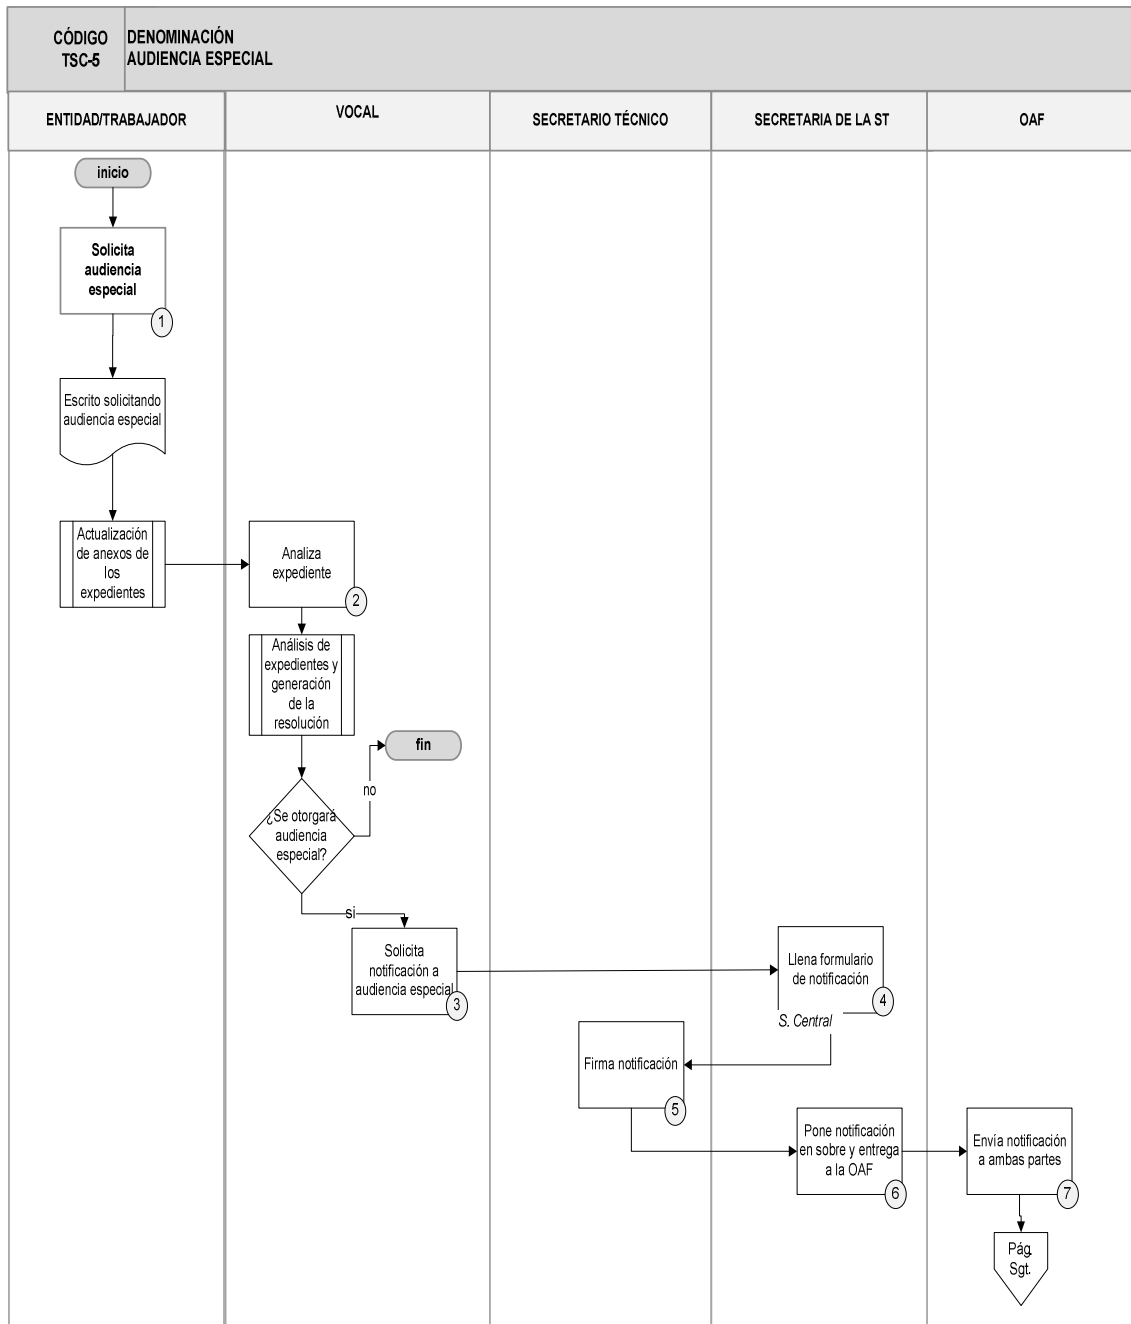 CÓDIGO
TSC-5
DENOMINACIÓN
AUDIENCIA ESPECIAL
ENTIDAD/TRABAJADOR
VOCAL
SECRETARIO TÉCNICO
SECRETARIA DE LA ST
OAF
inicio
Solicita
audiencia
especial
1
Escrito solicitando
audiencia especial
Actualización
de anexos de
los
expedientes
Analiza
expediente
2
Análisis de
expedientes y
generación
de la
resolución
fin
no
¿Se otorgará
audiencia
especial?
si
Solicita
notificación a
audiencia especial
3
Llena formulario
de notificación
4
S. Central
Firma notificación
5
Pone notificación
en sobre y entrega
a la OAF
6
Envía notificación
a ambas partes
7
Pág.
Sgt.